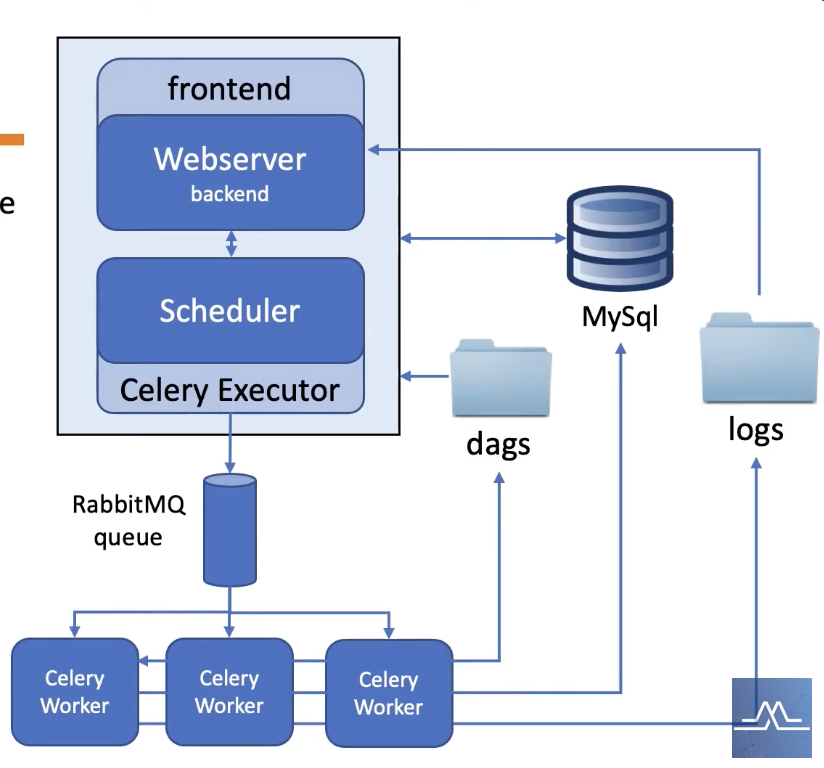 frontend
Webserver
backend
e
Scheduler
MySql
Celery Executor
logs
dags
RabbitMQ
queue
Celery
Worker
Celery
Worker
Celery
Worker